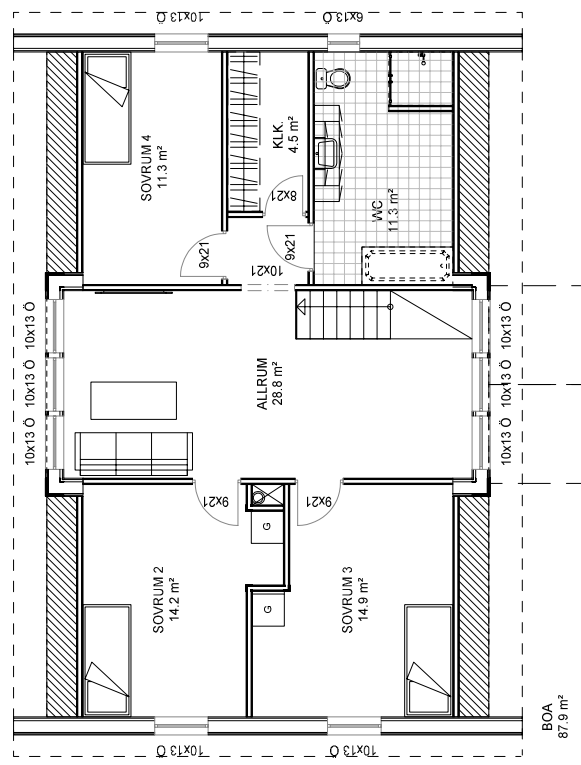 10x13 Ö
6x13 Ö
SOVRUM 4
11.3 m²
KLK.
4.5 m²
8x21
WC
11.3 m²
9x21
9x21
10x21
10x13 Ö
10x13 Ö
10x13 Ö
ALLRUM
28.8 m²
10x13 Ö
10x13 Ö
10x13 Ö
9x21
9x21
G
G
SOVRUM 2
14.2 m²
SOVRUM 3
14.9 m²
10x13 Ö
10x13 Ö
BOA
87.9 m²